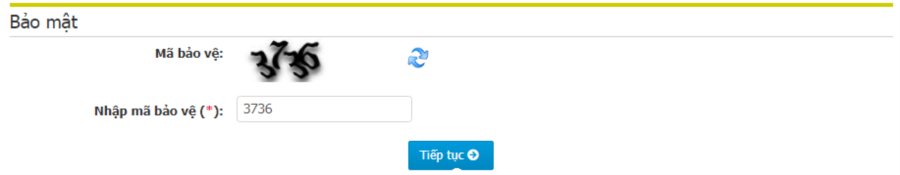 Bảo mật
Mã bảo vệ: 3736
Nhập mã bảo vệ (*): 3736
Tiếp tục